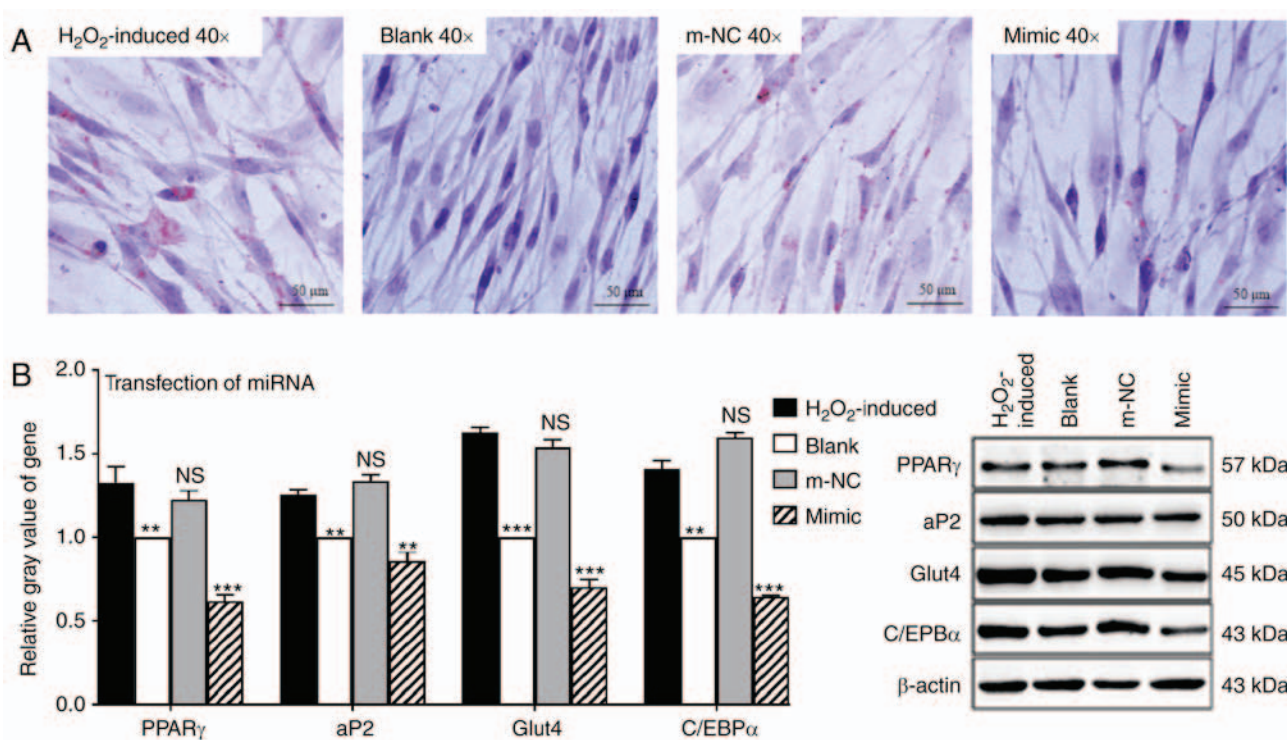 A
H₂O₂-induced 40×
Blank 40×
m-NC 40×
Mimic 40×
50 µm
50 µm
50 µm
50 µm
B
Transfection of miRNA
Relative gray value of gene
2.0
1.5
1.0
0.5
0.0
** NS ***
** NS **
*** NS ***
** NS ***
PPARγ
aP2
Glut4
C/EBPα
H₂O₂-induced
Blank
m-NC
Mimic
H₂O₂-
induced
Blank
m-NC
Mimic
PPARγ 57 kDa
aP2 50 kDa
Glut4 45 kDa
C/EPBα 43 kDa
β-actin 43 kDa